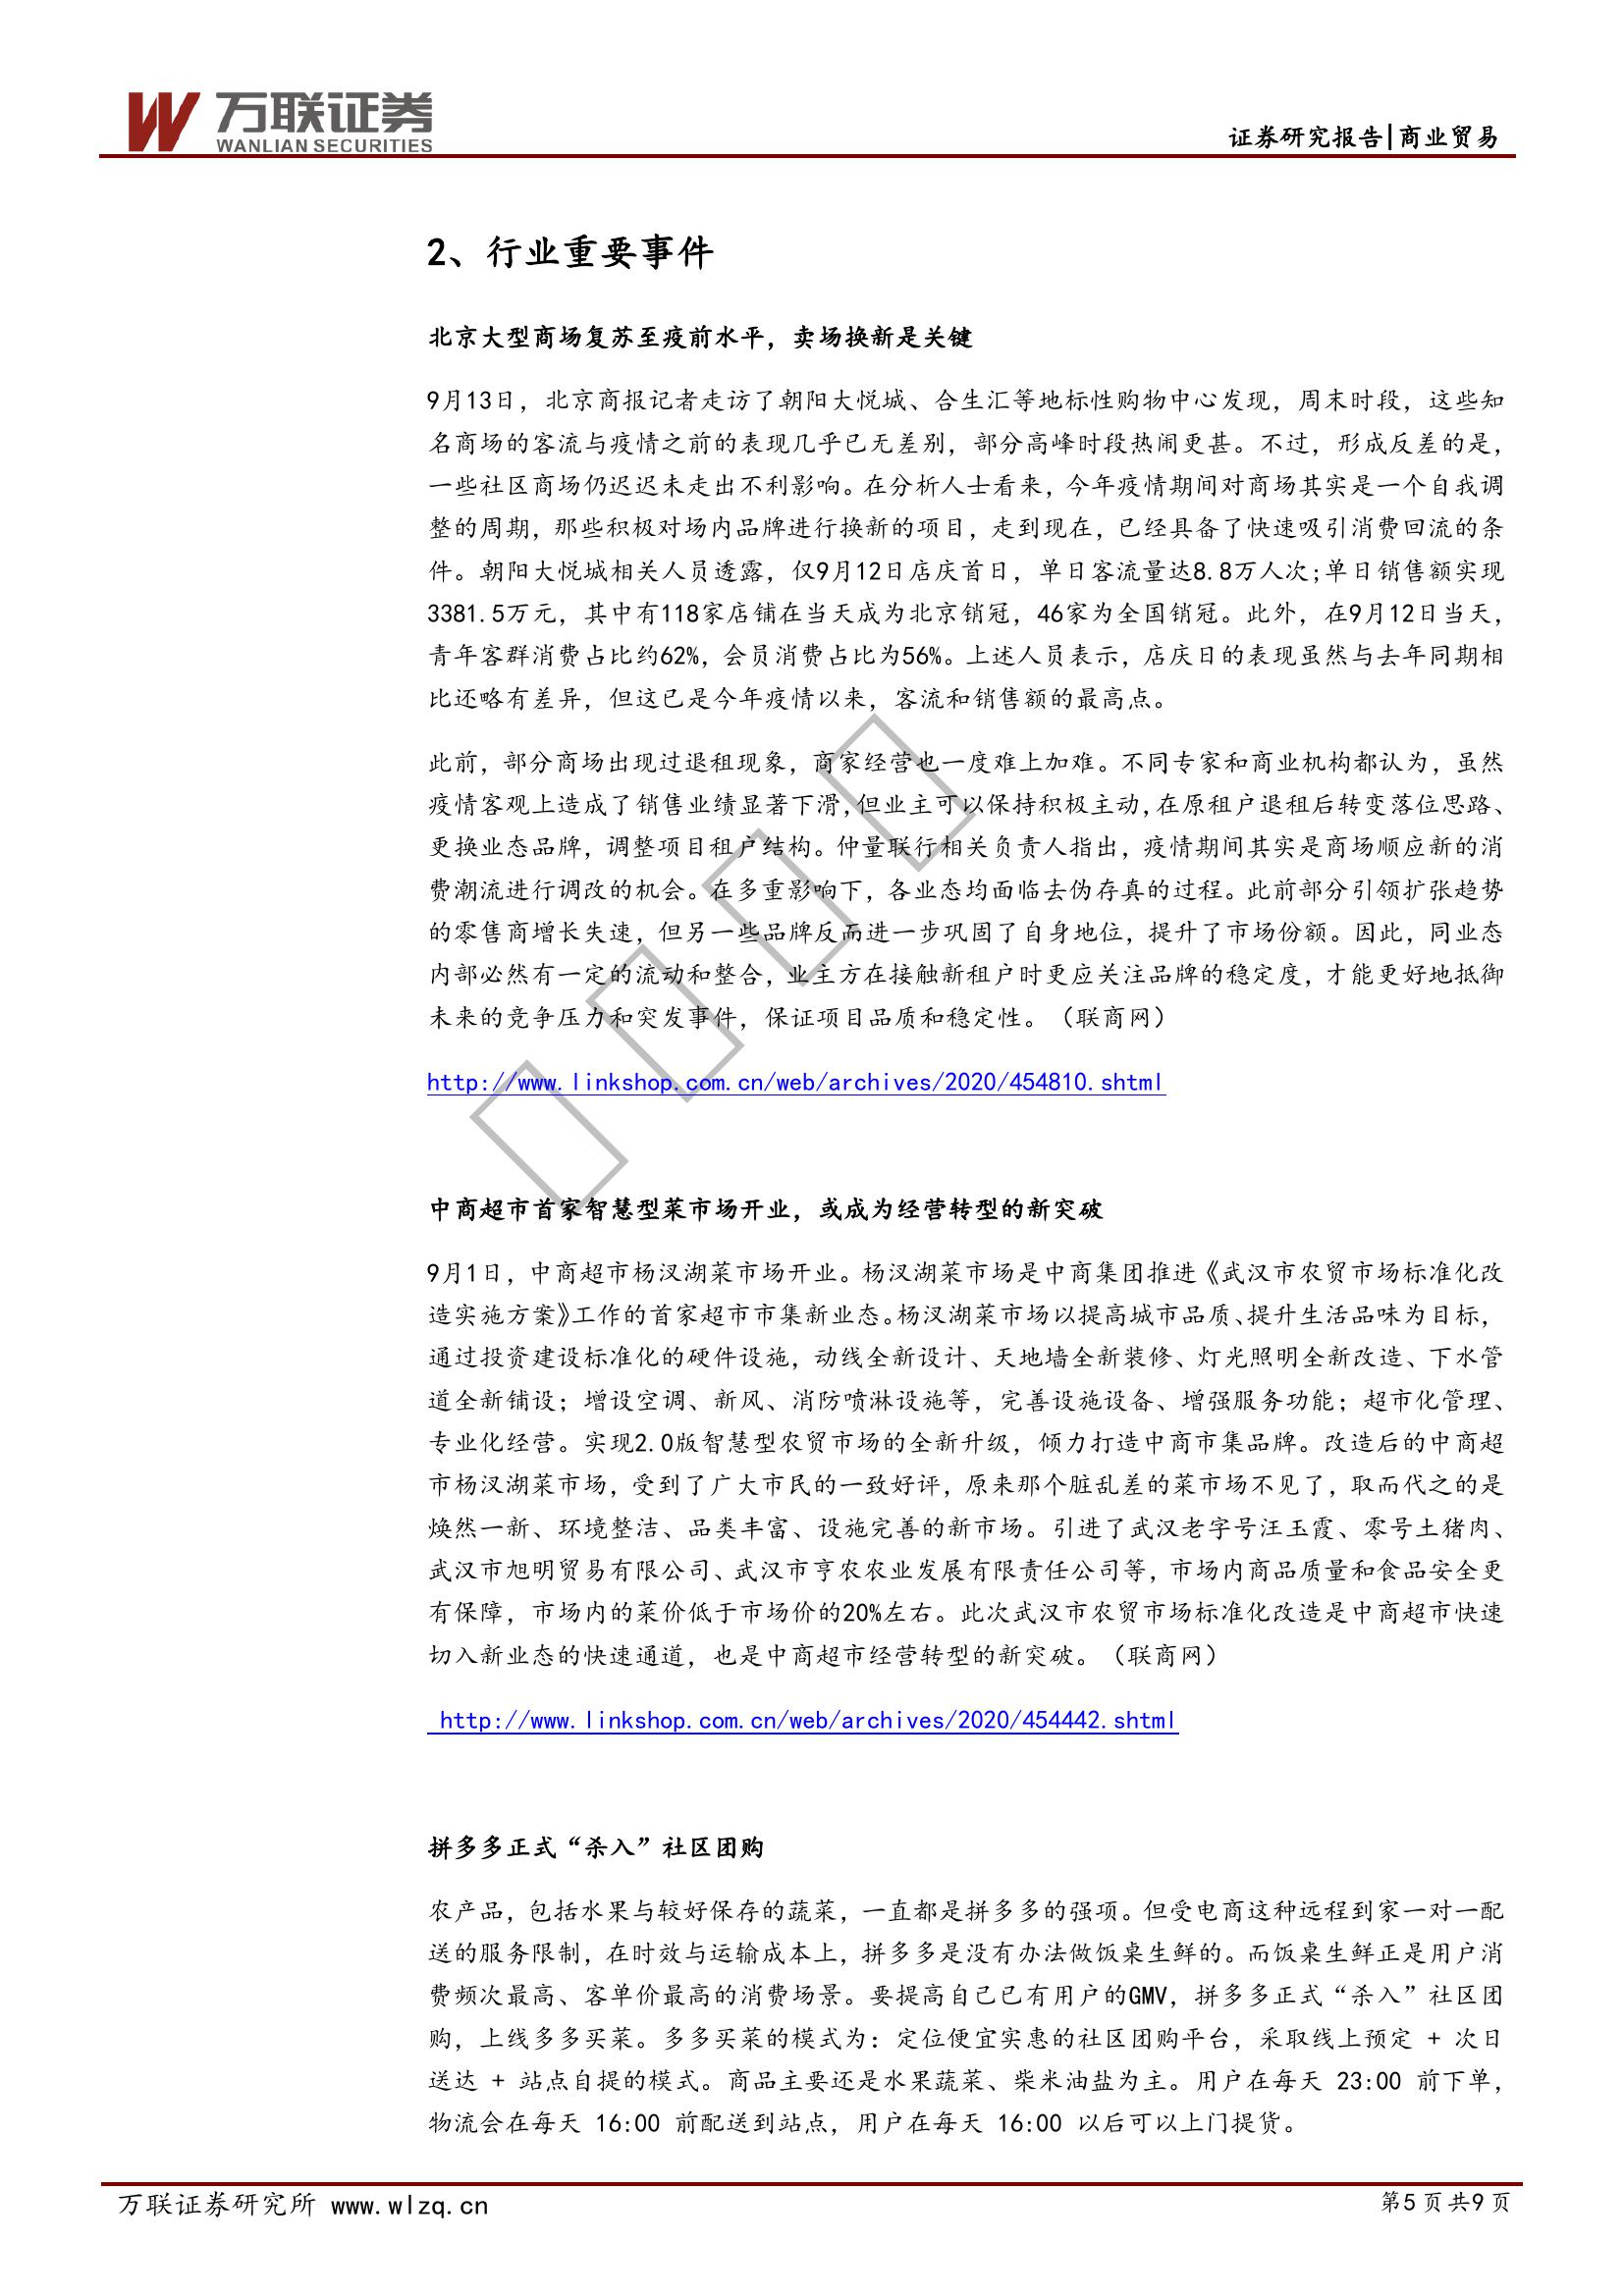 万联证券
WANLIAN SECURITIES
证券研究报告|商业贸易
2、行业重要事件
北京大型商场复苏至疫前水平，卖场换新是关键
9月13日，北京商报记者走访了朝阳大悦城、合生汇等地标性购物中心发现，周末时段，这些知
名商场的客流与疫情之前的表现几乎已无差别，部分高峰时段热闹更甚。不过，形成反差的是，
一些社区商场仍迟迟未走出不利影响。在分析人士看来，今年疫情期间对商场其实是一个自我调
整的周期，那些积极对场内品牌进行换新的项目，走到现在，已经具备了快速吸引消费回流的条
件。朝阳大悦城相关人员透露，仅9月12日店庆首日，单日客流量达8.8万人次;单日销售额实现
3381.5万元，其中有118家店铺在当天成为北京销冠，46家为全国销冠。此外，在9月12日当天，
青年客群消费占比约62%，会员消费占比为56%。上述人员表示，店庆日的表现虽然与去年同期相
比还略有差异，但这已是今年疫情以来，客流和销售额的最高点。
此前，部分商场出现过退租现象，商家经营也一度难上加难。不同专家和商业机构都认为，虽然
疫情客观上造成了销售业绩显著下滑,但业主可以保持积极主动,在原租户退租后转变落位思路、
更换业态品牌，调整项目租户结构。仲量联行相关负责人指出，疫情期间其实是商场顺应新的消
费潮流进行调改的机会。在多重影响下，各业态均面临去伪存真的过程。此前部分引领扩张趋势
的零售商增长失速，但另一些品牌反而进一步巩固了自身地位，提升了市场份额。因此，同业态
内部必然有一定的流动和整合，业主方在接触新租户时更应关注品牌的稳定度，才能更好地抵御
未来的竞争压力和突发事件，保证项目品质和稳定性。（联商网）
http://www.linkshop.com.cn/web/archives/2020/454810.shtml
中商超市首家智慧型菜市场开业，或成为经营转型的新突破
9月1日，中商超市杨汊湖菜市场开业。杨汊湖菜市场是中商集团推进《武汉市农贸市场标准化改
造实施方案》工作的首家超市市集新业态。杨汊湖菜市场以提高城市品质、提升生活品味为目标，
通过投资建设标准化的硬件设施，动线全新设计、天地墙全新装修、灯光照明全新改造、下水管
道全新铺设；增设空调、新风、消防喷淋设施等，完善设施设备、增强服务功能；超市化管理、
专业化经营。实现2.0版智慧型农贸市场的全新升级，倾力打造中商市集品牌。改造后的中商超
市杨汊湖菜市场，受到了广大市民的一致好评，原来那个脏乱差的菜市场不见了，取而代之的是
焕然一新、环境整洁、品类丰富、设施完善的新市场。引进了武汉老字号汪玉霞、零号土猪肉、
武汉市旭明贸易有限公司、武汉市亨农农业发展有限责任公司等，市场内商品质量和食品安全更
有保障，市场内的菜价低于市场价的20%左右。此次武汉市农贸市场标准化改造是中商超市快速
切入新业态的快速通道，也是中商超市经营转型的新突破。（联商网）
http://www.linkshop.com.cn/web/archives/2020/454442.shtml
拼多多正式“杀入”社区团购
农产品，包括水果与较好保存的蔬菜，一直都是拼多多的强项。但受电商这种远程到家一对一配
送的服务限制，在时效与运输成本上，拼多多是没有办法做饭桌生鲜的。而饭桌生鲜正是用户消
费频次最高、客单价最高的消费场景。要提高自己已有用户的GMV，拼多多正式“杀入”社区团
购，上线多多买菜。多多买菜的模式为：定位便宜实惠的社区团购平台，采取线上预定 + 次日
送达 + 站点自提的模式。商品主要还是水果蔬菜、柴米油盐为主。用户在每天 23:00 前下单，
物流会在每天 16:00 前配送到站点，用户在每天 16:00 以后可以上门提货。
万联证券研究所 www.wlzq.cn
第5页共9页